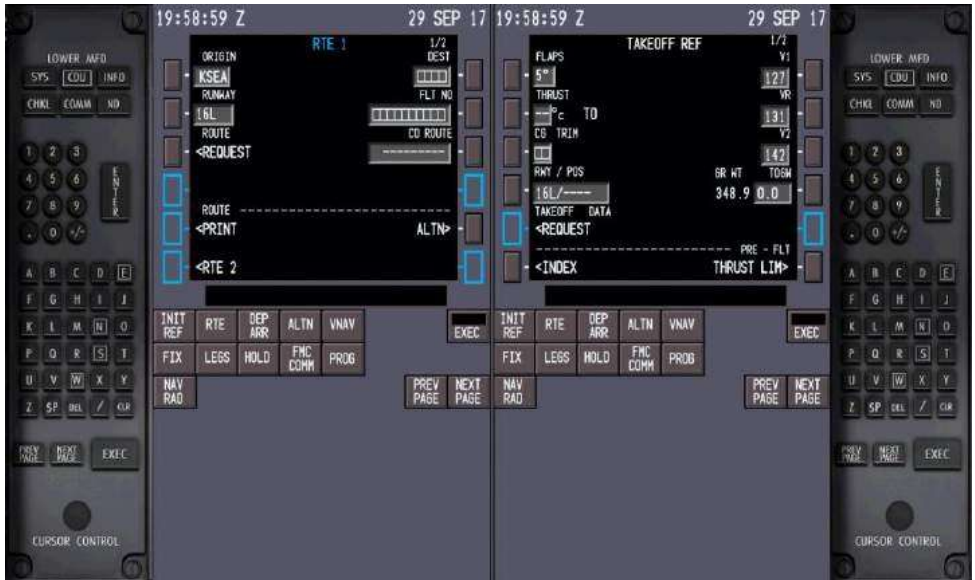 19:58:59 Z 29 SEP 17
RTE 1 1/2
ORIGIN DEST
KSEA
RUNWAY FLT NO
16L
ROUTE CO ROUTE
<REQUEST ----------
ROUTE ------------------------
<PRINT ALTN>
<RTE 2
INIT REF RTE DEP ARR ALTN VNAV EXEC
FIX LEGS HOLD FMC COMM PROG
NAV RAD PREV PAGE NEXT PAGE
19:58:59 Z 29 SEP 17
TAKEOFF REF 1/2
FLAPS V1
5° 127
THRUST VR
--°c TO 131
CG TRIM V2
142
RWY / POS GR WT TOGW
16L/---- 348.9 0.0
TAKEOFF DATA
<REQUEST
------------------------ PRE - FLT
<INDEX THRUST LIM>
INIT REF RTE DEP ARR ALTN VNAV EXEC
FIX LEGS HOLD FMC COMM PROG
NAV RAD PREV PAGE NEXT PAGE
LOWER MFD
SYS CDU INFO
CHKL COMM ND
1 2 3
4 5 6
7 8 9
. 0 +/-
ENTER
A B C D E
F G H I J
K L M N O
P Q R S T
U V W X Y
Z SP DEL / CLR
PREV PAGE NEXT PAGE EXEC
CURSOR CONTROL
LOWER MFD
SYS CDU INFO
CHKL COMM ND
1 2 3
4 5 6
7 8 9
. 0 +/-
ENTER
A B C D E
F G H I J
K L M N O
P Q R S T
U V W X Y
Z SP DEL / CLR
PREV PAGE NEXT PAGE EXEC
CURSOR CONTROL